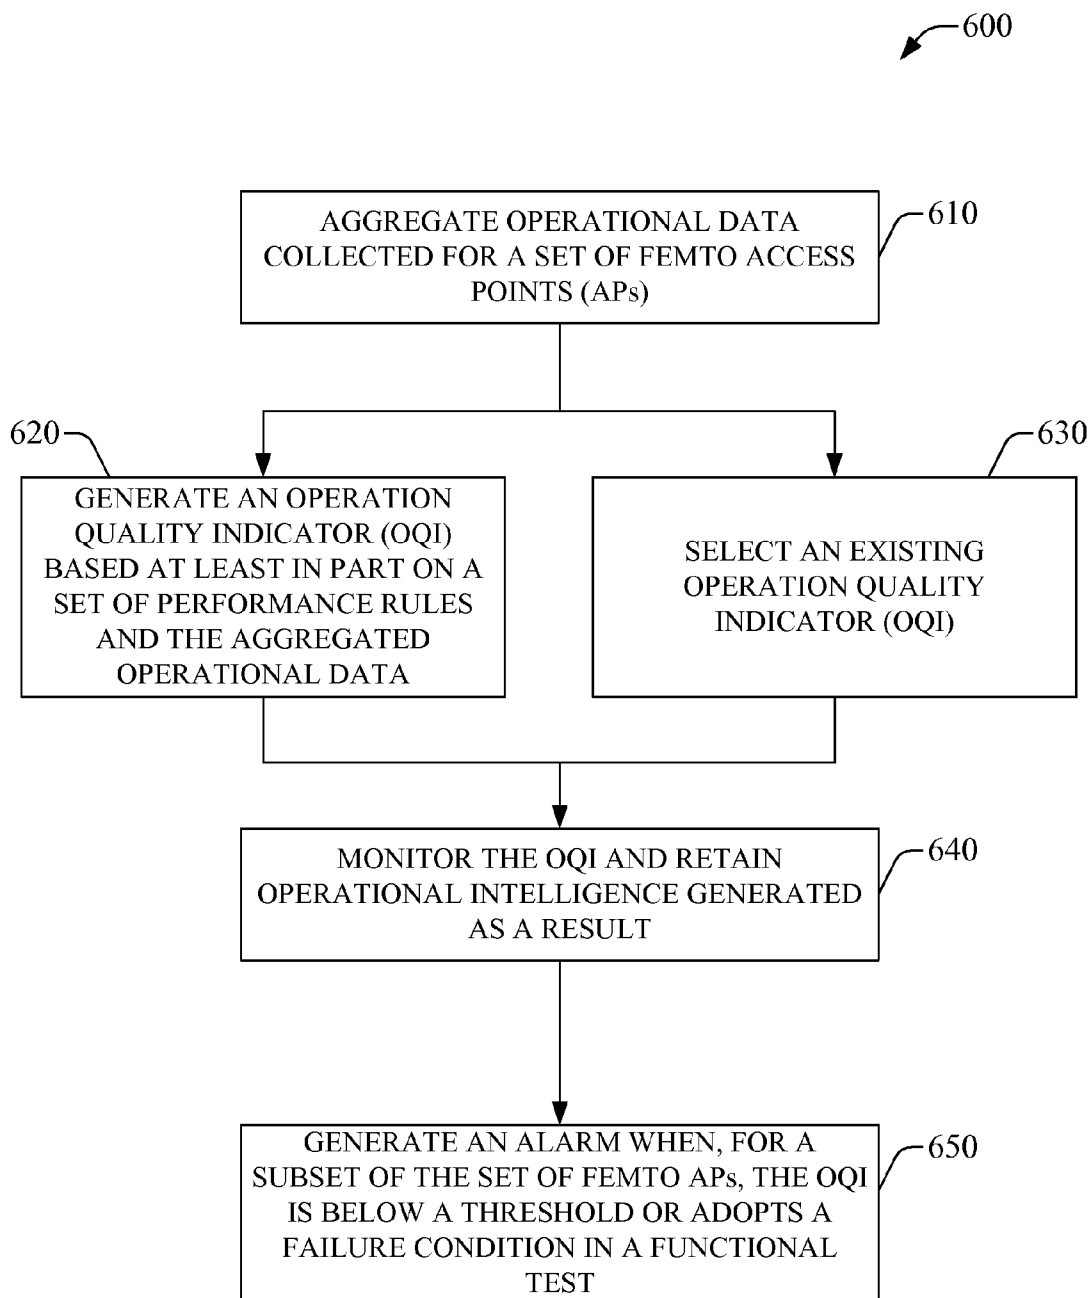 600
AGGREGATE OPERATIONAL DATA
COLLECTED FOR A SET OF FEMTO ACCESS
POINTS (APs)
610
620
GENERATE AN OPERATION
QUALITY INDICATOR (OQI)
BASED AT LEAST IN PART ON A
SET OF PERFORMANCE RULES
AND THE AGGREGATED
OPERATIONAL DATA
630
SELECT AN EXISTING
OPERATION QUALITY
INDICATOR (OQI)
MONITOR THE OQI AND RETAIN
OPERATIONAL INTELLIGENCE GENERATED
AS A RESULT
640
GENERATE AN ALARM WHEN, FOR A
SUBSET OF THE SET OF FEMTO APs, THE OQI
IS BELOW A THRESHOLD OR ADOPTS A
FAILURE CONDITION IN A FUNCTIONAL
TEST
650